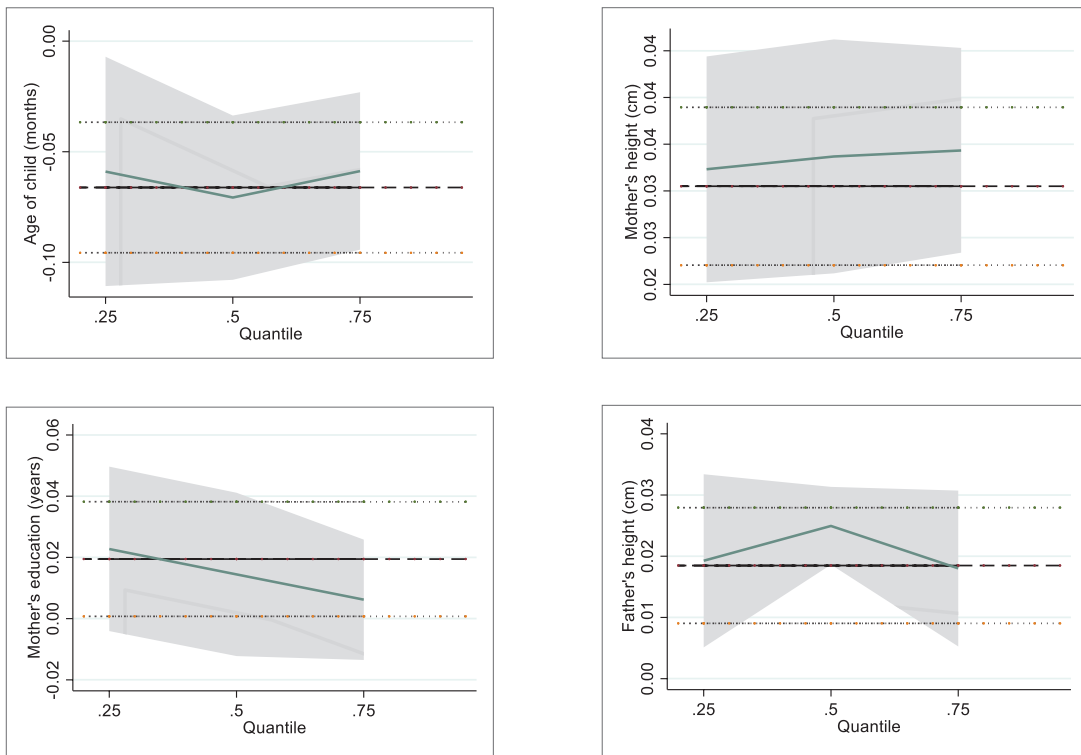 Age of child (months)
0.00
-0.05
-0.10
.25 .5 .75
Quantile
Mother's height (cm)
0.04
0.04
0.04
0.03
0.03
0.02
.25 .5 .75
Quantile
Mother's education (years)
0.06
0.04
0.02
0.00
-0.02
.25 .5 .75
Quantile
Father's height (cm)
0.04
0.03
0.02
0.01
0.00
.25 .5 .75
Quantile